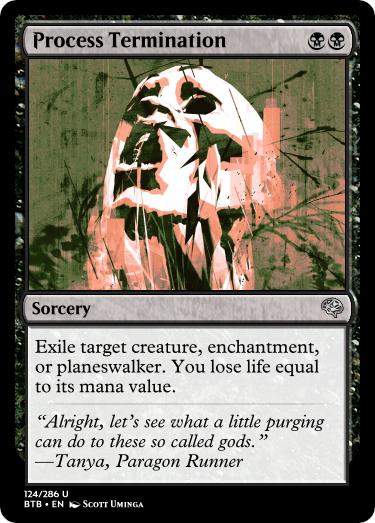 Process Termination
Sorcery
Exile target creature, enchantment,
or planeswalker. You lose life equal
to its mana value.
“Alright, let’s see what a little purging
can do to these so called gods.”
—Tanya, Paragon Runner
124/286 U
BTB • EN Scott Uminga